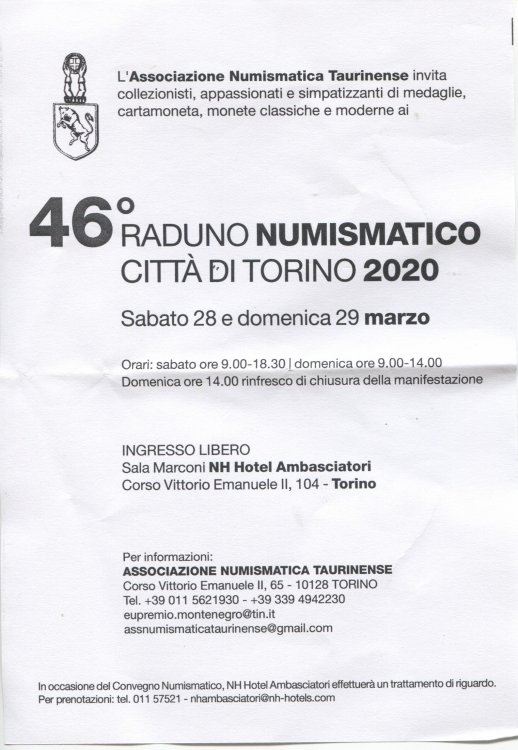 L'Associazione Numismatica Taurinense invita
collezionisti, appassionati e simpatizzanti di medaglie,
cartamoneta, monete classiche e moderne ai
46° RADUNO NUMISMATICO
CITTÀ DI TORINO 2020
Sabato 28 e domenica 29 marzo
Orari: sabato ore 9.00-18.30 | domenica ore 9.00-14.00
Domenica ore 14.00 rinfresco di chiusura della manifestazione
INGRESSO LIBERO
Sala Marconi NH Hotel Ambasciatori
Corso Vittorio Emanuele II, 104 - Torino
Per informazioni:
ASSOCIAZIONE NUMISMATICA TAURINENSE
Corso Vittorio Emanuele II, 65 - 10128 TORINO
Tel. +39 011 5621930 - +39 339 4942230
eupremio.montenegro@tin.it
assnumismaticataurinense@gmail.com
In occasione del Convegno Numismatico, NH Hotel Ambasciatori effettuerà un trattamento di riguardo.
Per prenotazioni: tel. 011 57521 - nhambasciatori@nh-hotels.com